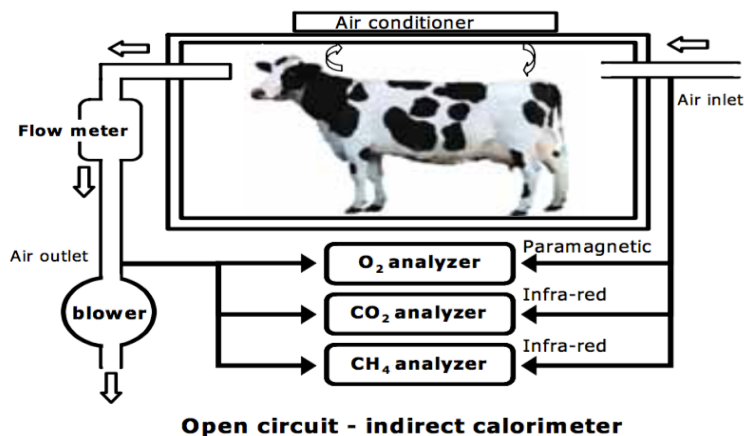 Air conditioner
Air inlet
Flow meter
Air outlet
Paramagnetic
O₂ analyzer
blower
Infra-red
CO₂ analyzer
Infra-red
CH₄ analyzer
Open circuit - indirect calorimeter